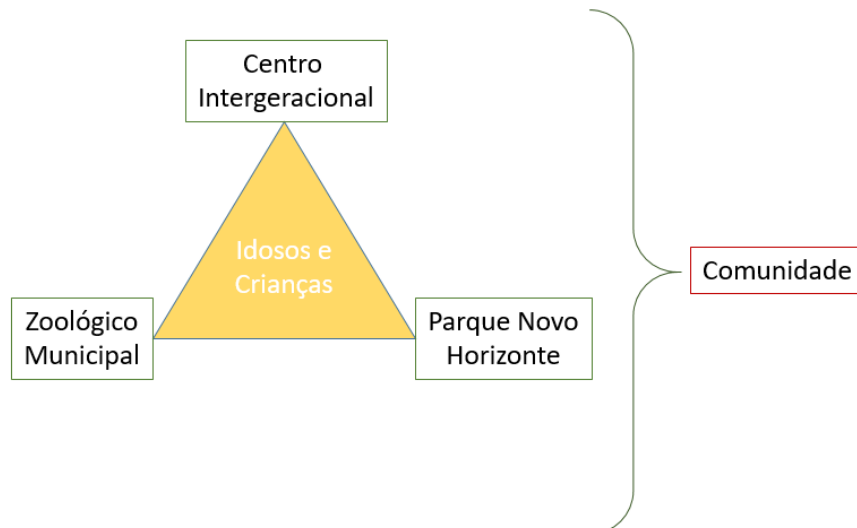 Centro
Intergeracional
Idosos e
Crianças
Zoológico
Municipal
Parque Novo
Horizonte
Comunidade